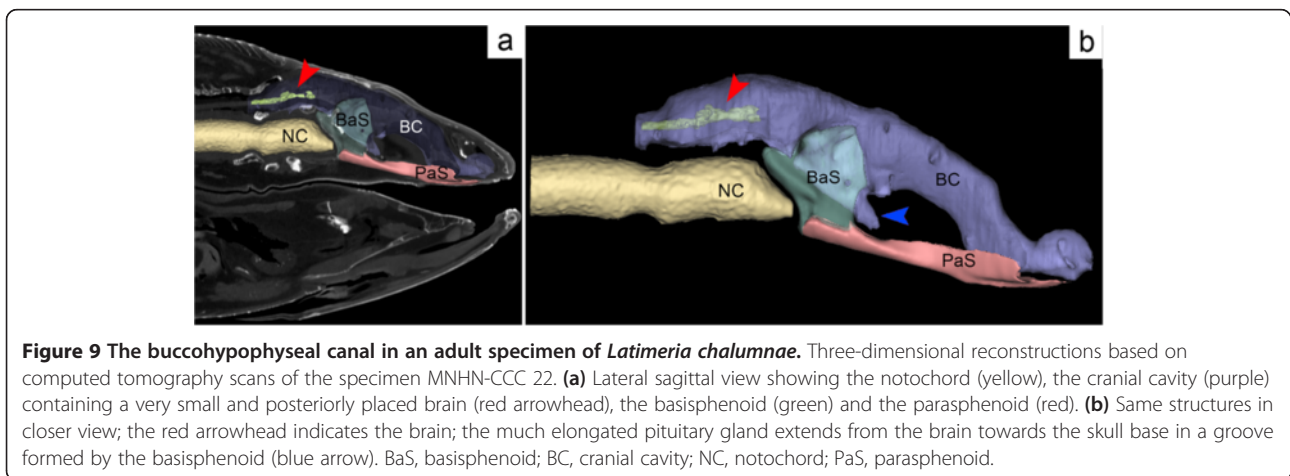 a
b
BaS
BC
NC
PaS
BaS
BC
NC
PaS
Figure 9 The buccohypophyseal canal in an adult specimen of Latimeria chalumnae. Three-dimensional reconstructions based on
computed tomography scans of the specimen MNHN-CCC 22. (a) Lateral sagittal view showing the notochord (yellow), the cranial cavity (purple)
containing a very small and posteriorly placed brain (red arrowhead), the basisphenoid (green) and the parasphenoid (red). (b) Same structures in
closer view; the red arrowhead indicates the brain; the much elongated pituitary gland extends from the brain towards the skull base in a groove
formed by the basisphenoid (blue arrow). BaS, basisphenoid; BC, cranial cavity; NC, notochord; PaS, parasphenoid.